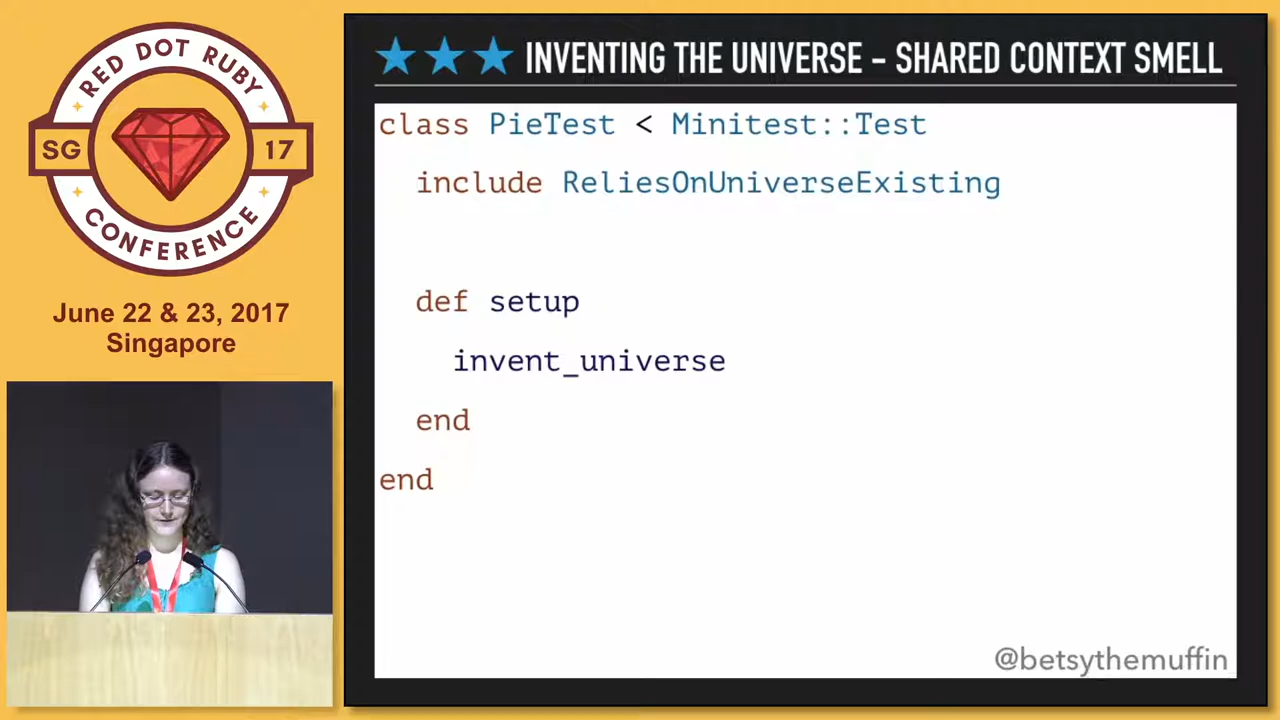 RED DOT RUBY
SG 17
CONFERENCE
June 22 & 23, 2017
Singapore
★★★ INVENTING THE UNIVERSE – SHARED CONTEXT SMELL
class PieTest < Minitest::Test
include ReliesOnUniverseExisting
def setup
invent_universe
end
end
@betsythemuffin